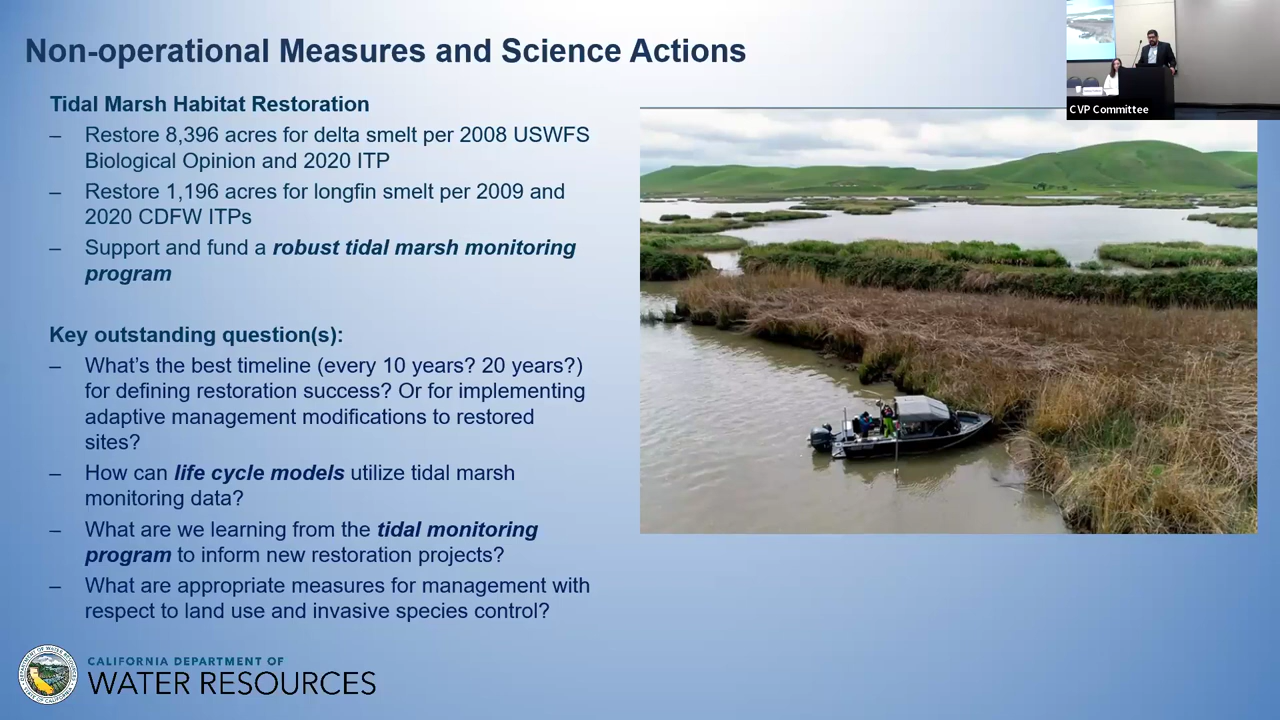 Non-operational Measures and Science Actions
CVP Committee
Tidal Marsh Habitat Restoration
– Restore 8,396 acres for delta smelt per 2008 USWFS
Biological Opinion and 2020 ITP
– Restore 1,196 acres for longfin smelt per 2009 and
2020 CDFW ITPs
– Support and fund a robust tidal marsh monitoring
program
Key outstanding question(s):
– What's the best timeline (every 10 years? 20 years?)
for defining restoration success? Or for implementing
adaptive management modifications to restored
sites?
– How can life cycle models utilize tidal marsh
monitoring data?
– What are we learning from the tidal monitoring
program to inform new restoration projects?
– What are appropriate measures for management with
respect to land use and invasive species control?
CALIFORNIA DEPARTMENT OF
WATER RESOURCES